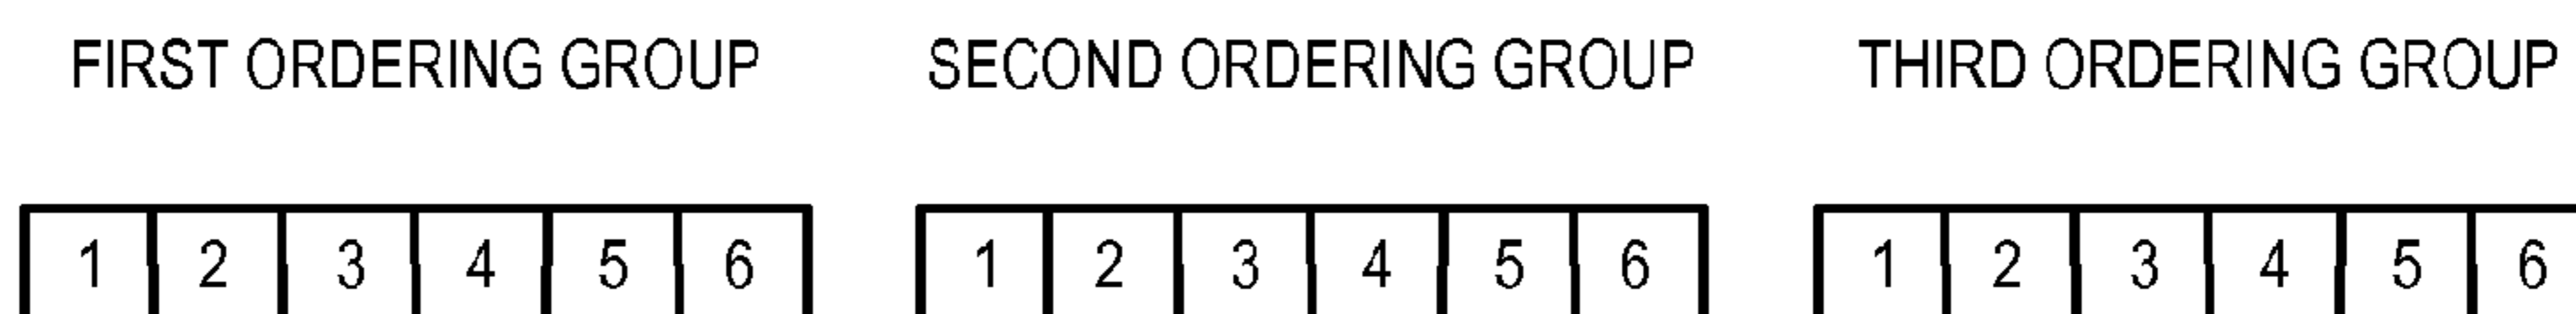 FIRST ORDERING GROUP SECOND ORDERING GROUP THIRD ORDERING GROUP
1 2 3 4 5 6 1 2 3 4 5 6 1 2 3 4 5 6